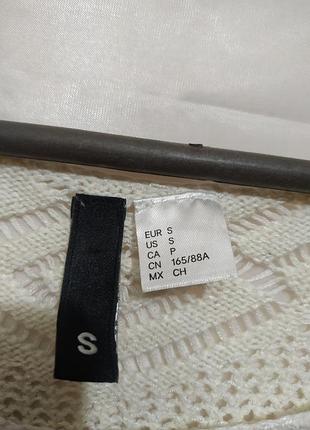 S
EUR S
US S
CA P
CN 165/88A
MX CH